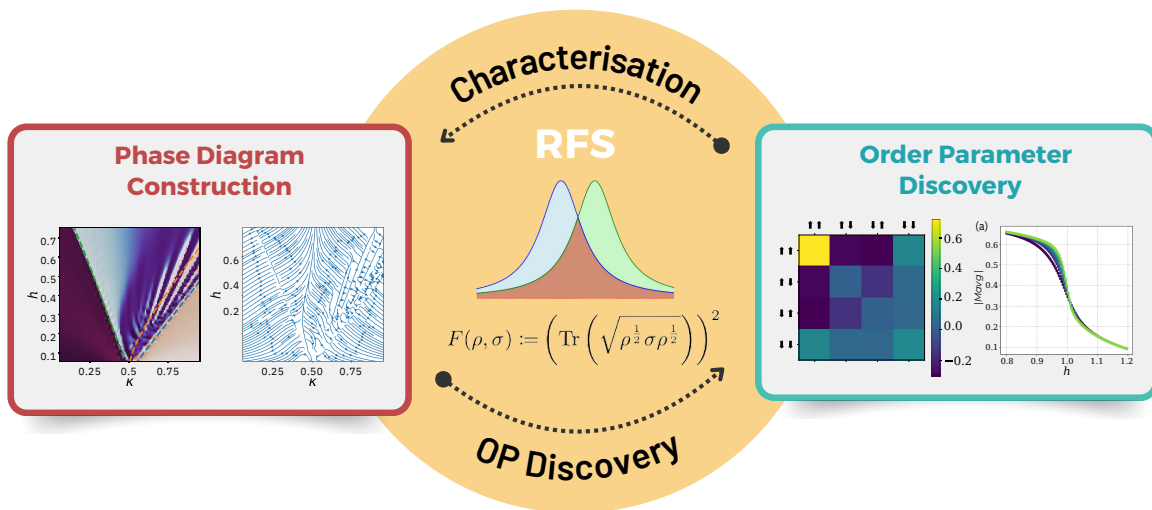 Characterisation
RFS
Phase Diagram
Construction
0.7
0.6
0.5
0.4
0.3
0.2
0.1
h
0.25
0.5
0.75
κ
0.6
0.4
0.2
h
0.25
0.50
0.75
κ
F(ρ, σ) := (Tr (√(ρ^{1/2} σρ^{1/2})))^2
OP Discovery
Order Parameter
Discovery
⬆⬆ ⬆⬇ ⬇⬆ ⬇⬇
⬆⬆
⬆⬇
⬇⬆
⬇⬇
0.6
0.4
0.2
0.0
−0.2
(a)
0.6
0.5
0.4
0.3
0.2
0.1
|Mavg|
0.8 0.9 1.0 1.1 1.2
h